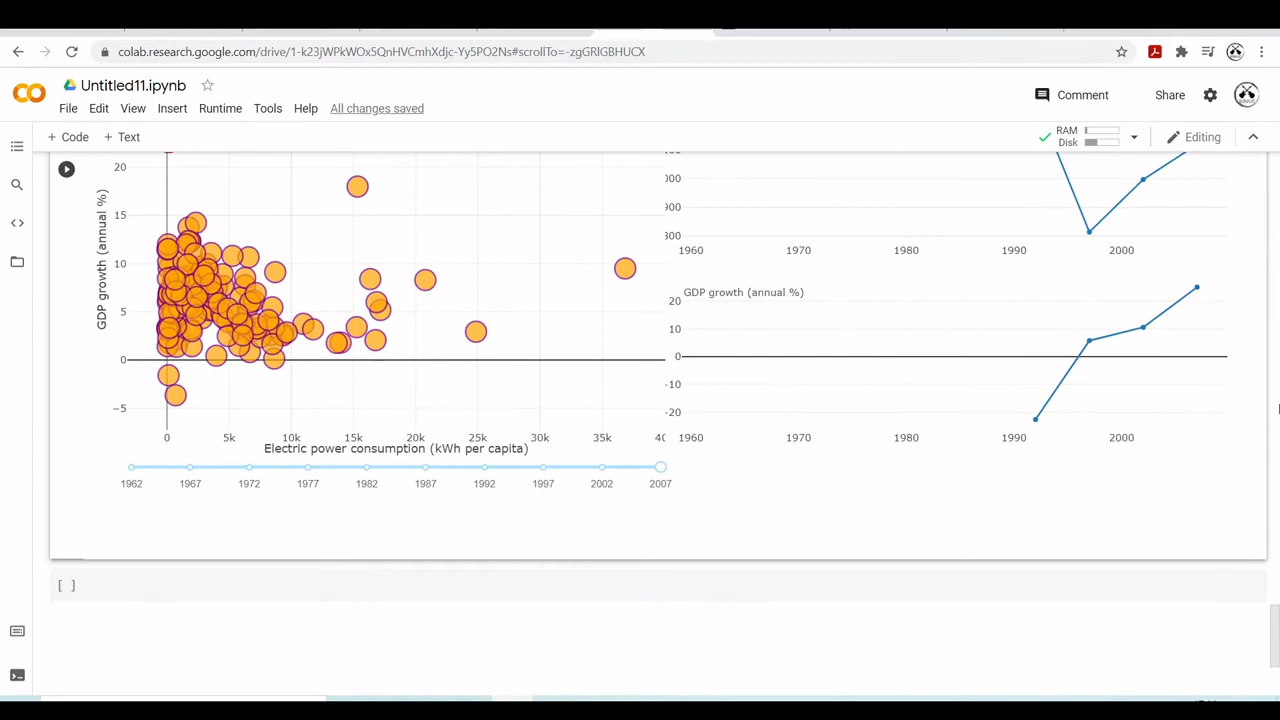 colab.research.google.com/drive/1-k23jWPkWOx5QnHVCmhXdjc-Yy5PO2Ns#scrollTo=-zgGRlGBHUCX
Untitled11.ipynb
File Edit View Insert Runtime Tools Help All changes saved
Comment
Share
+ Code + Text
RAM
Disk
Editing
20
15
10
5
0
−5
GDP growth (annual %)
0 5k 10k 15k 20k 25k 30k 35k
Electric power consumption (kWh per capita)
1962 1967 1972 1977 1982 1987 1992 1997 2002 2007
000
900
800
1960 1970 1980 1990 2000
GDP growth (annual %)
20
10
0
-10
-20
1960 1970 1980 1990 2000
[ ]